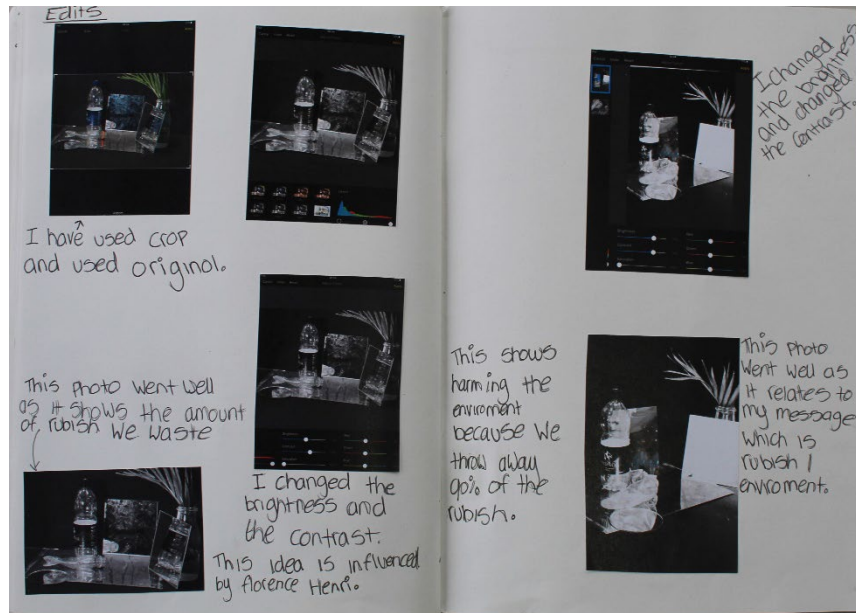 Edits
I have used crop
and used original.
This photo went well
as it shows the amount
of rubish we waste
I changed the
brightness and
the contrast.
This idea is influenced
by florence Henri.
I changed
the brightness
and changed
the contrast.
This shows
harming the
enviroment
because we
throw away
90% of the
rubish.
This photo
went well as
it relates to
my message
which is
rubish /
enviroment.